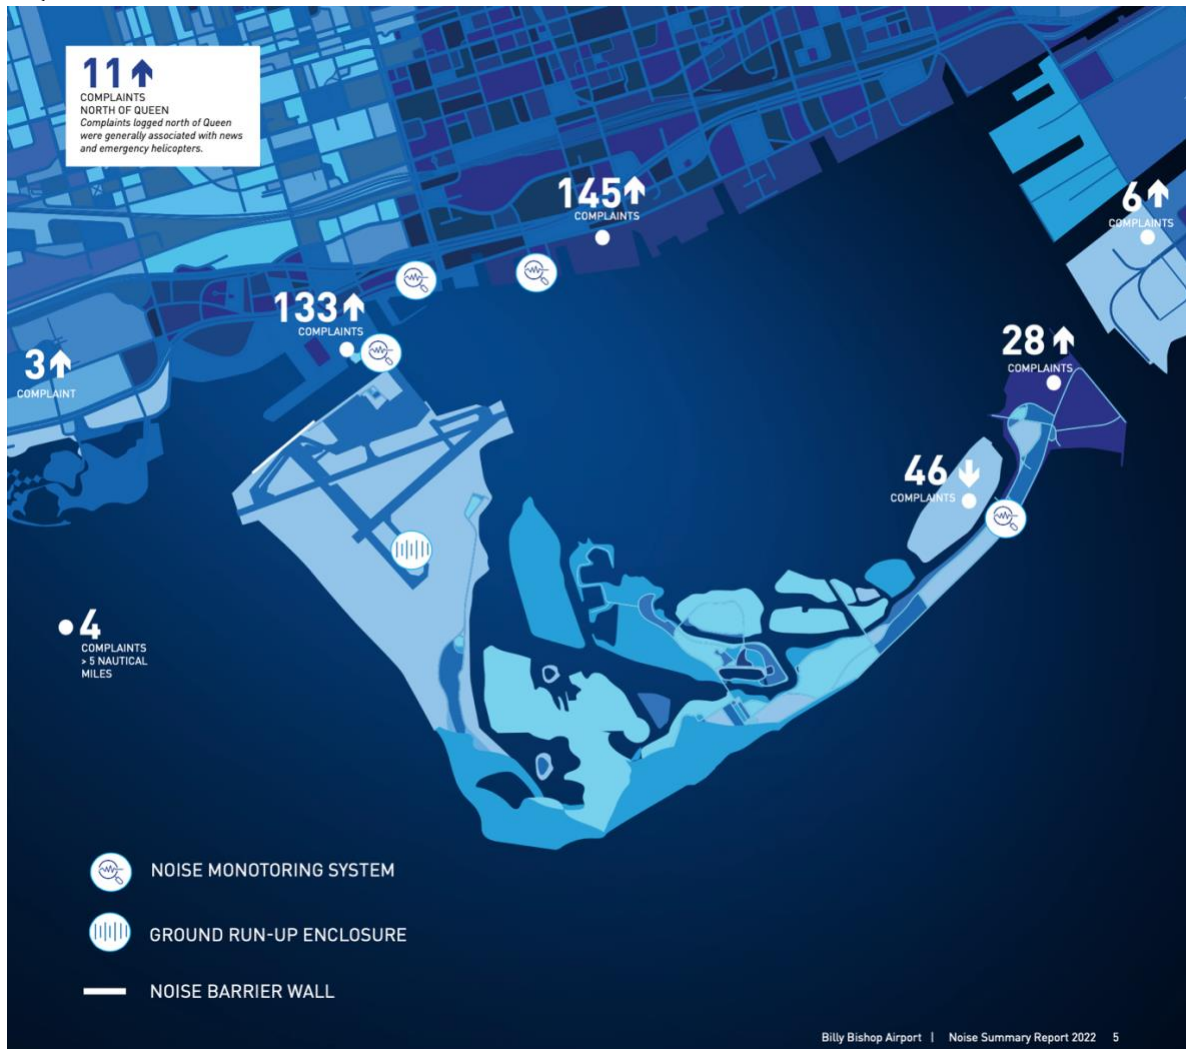 11
COMPLAINTS
NORTH OF QUEEN
Complaints logged north of Queen
were generally associated with news
and emergency helicopters.
145
COMPLAINTS
6
COMPLAINTS
133
COMPLAINTS
28
COMPLAINTS
3
COMPLAINT
46
COMPLAINTS
4
COMPLAINTS
> 5 NAUTICAL
MILES
NOISE MONOTORING SYSTEM
GROUND RUN-UP ENCLOSURE
NOISE BARRIER WALL
Billy Bishop Airport | Noise Summary Report 2022 5